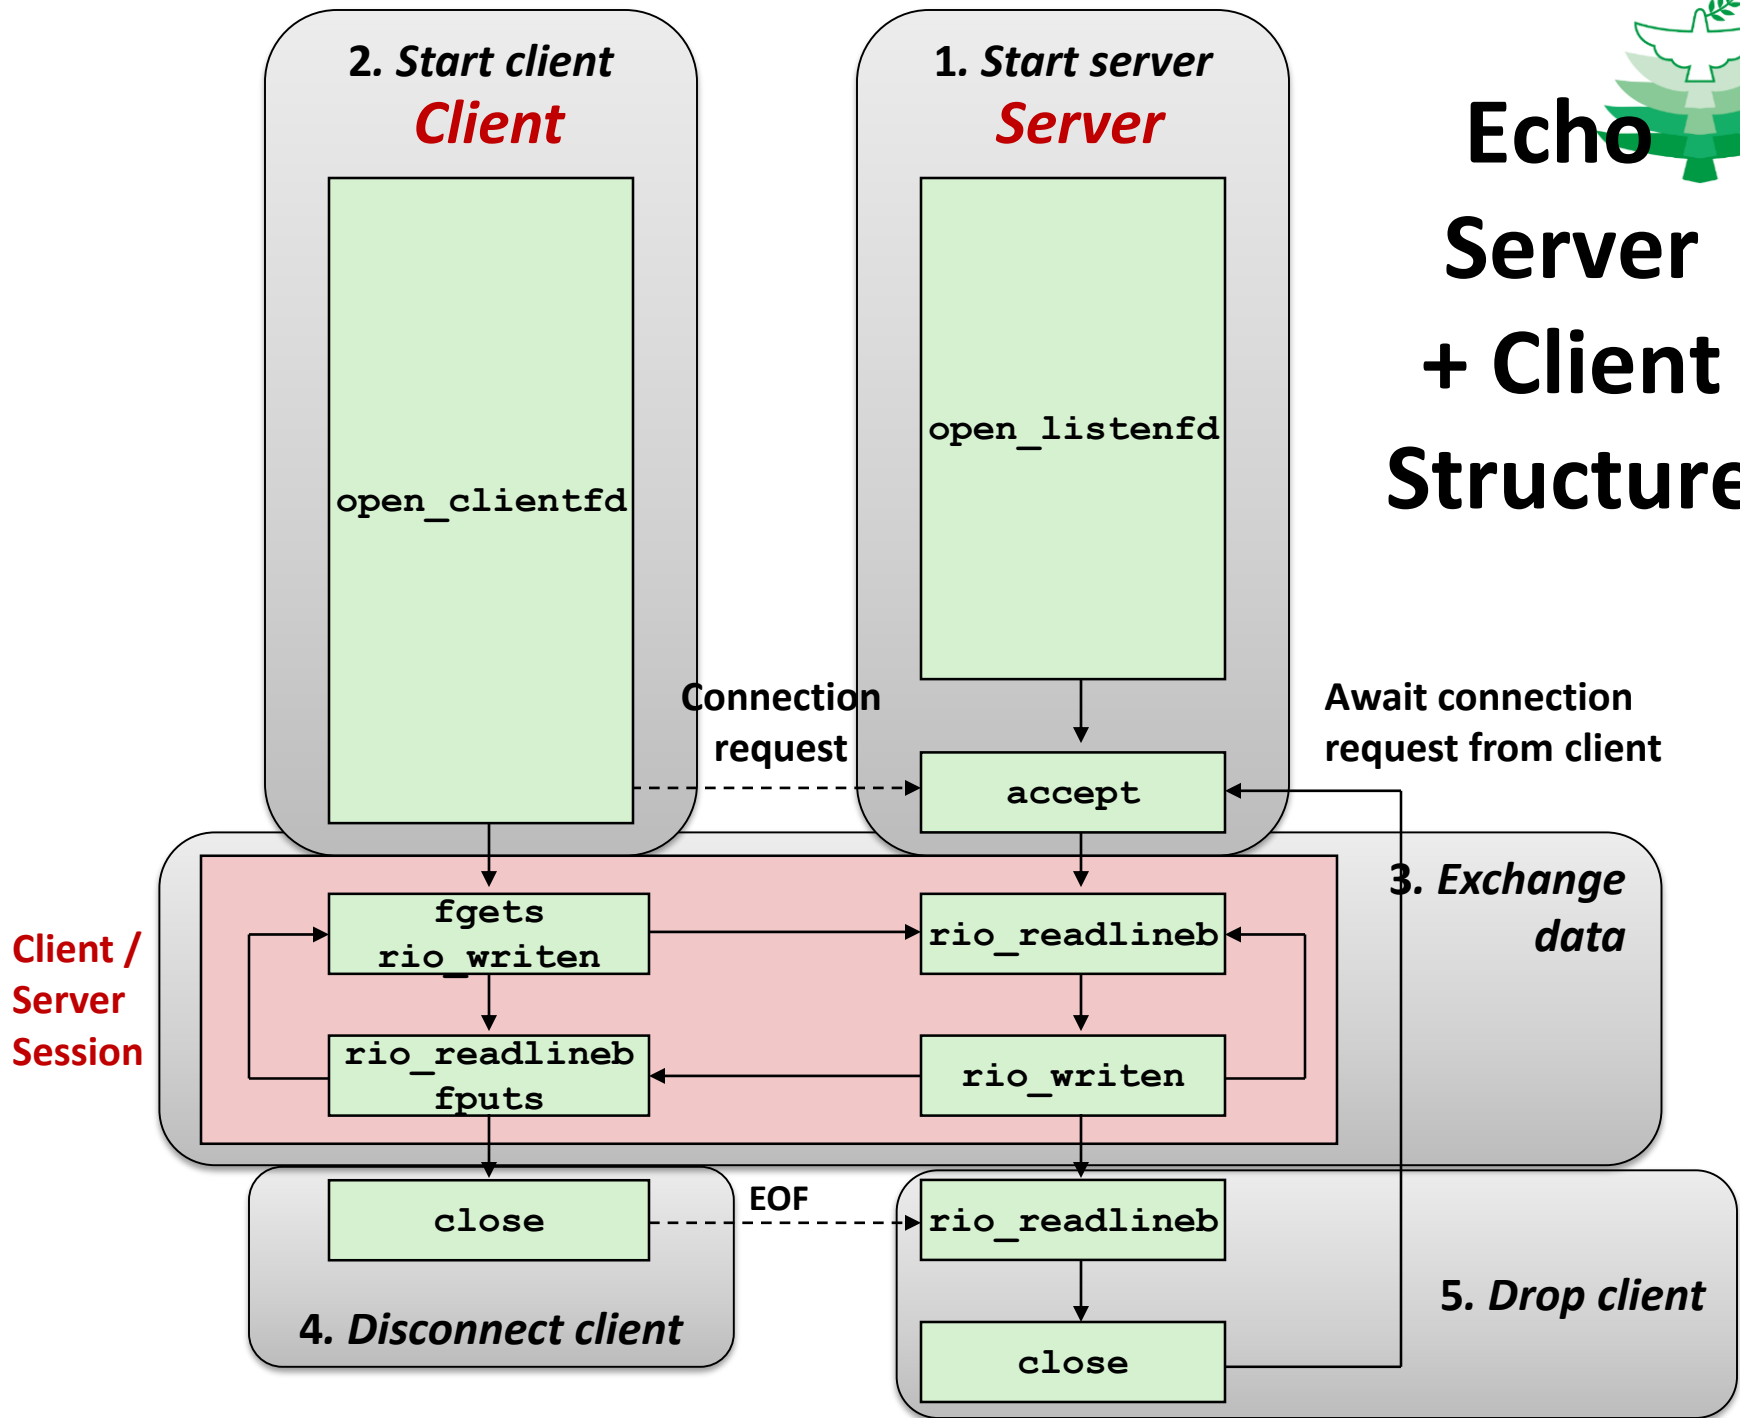 2. Start client
Client
1. Start server
Server
Echo
Server
+ Client
Structure
open_clientfd
open_listenfd
Connection
request
Await connection
request from client
accept
3. Exchange
data
Client /
Server
Session
fgets
rio_writen
rio_readlineb
rio_readlineb
fputs
rio_writen
close
EOF
rio_readlineb
4. Disconnect client
5. Drop client
close